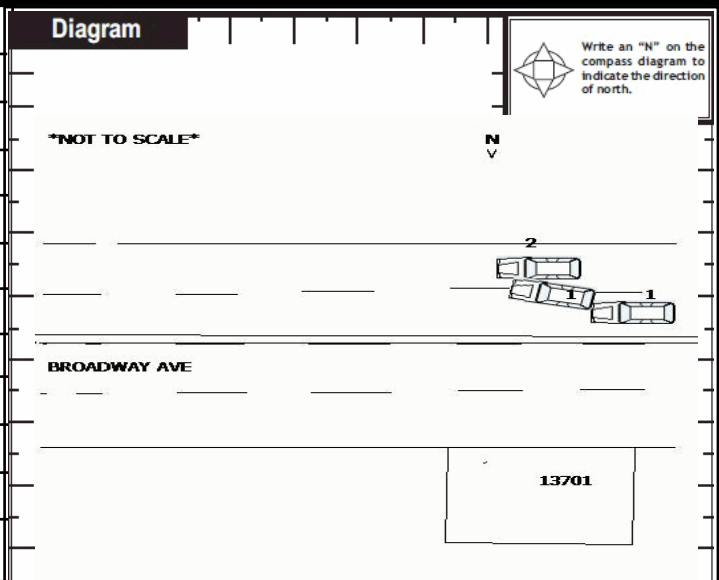 Diagram
Write an “N” on the
compass diagram to
indicate the direction
of north.
*NOT TO SCALE*
N
2
1
1
BROADWAY AVE
13701